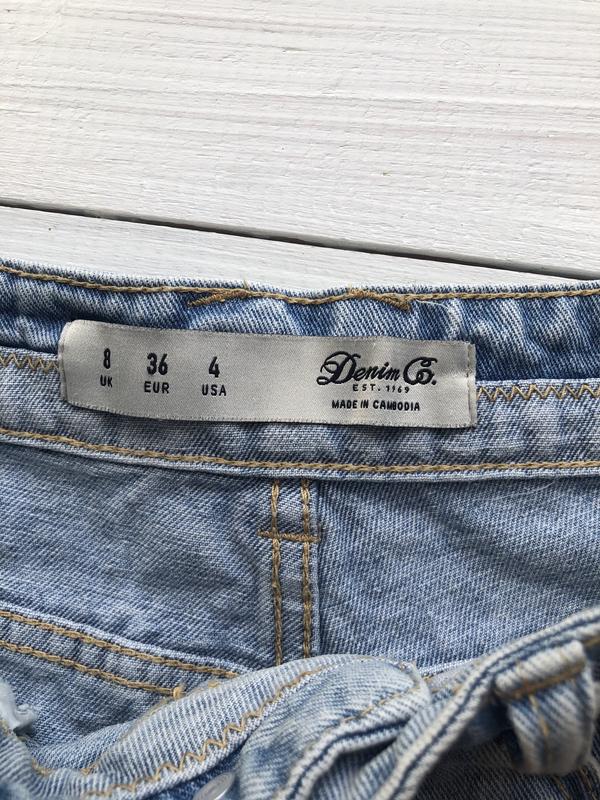 8 36 4
UK EUR USA
Denim Co.
EST. 1969
MADE IN CAMBODIA